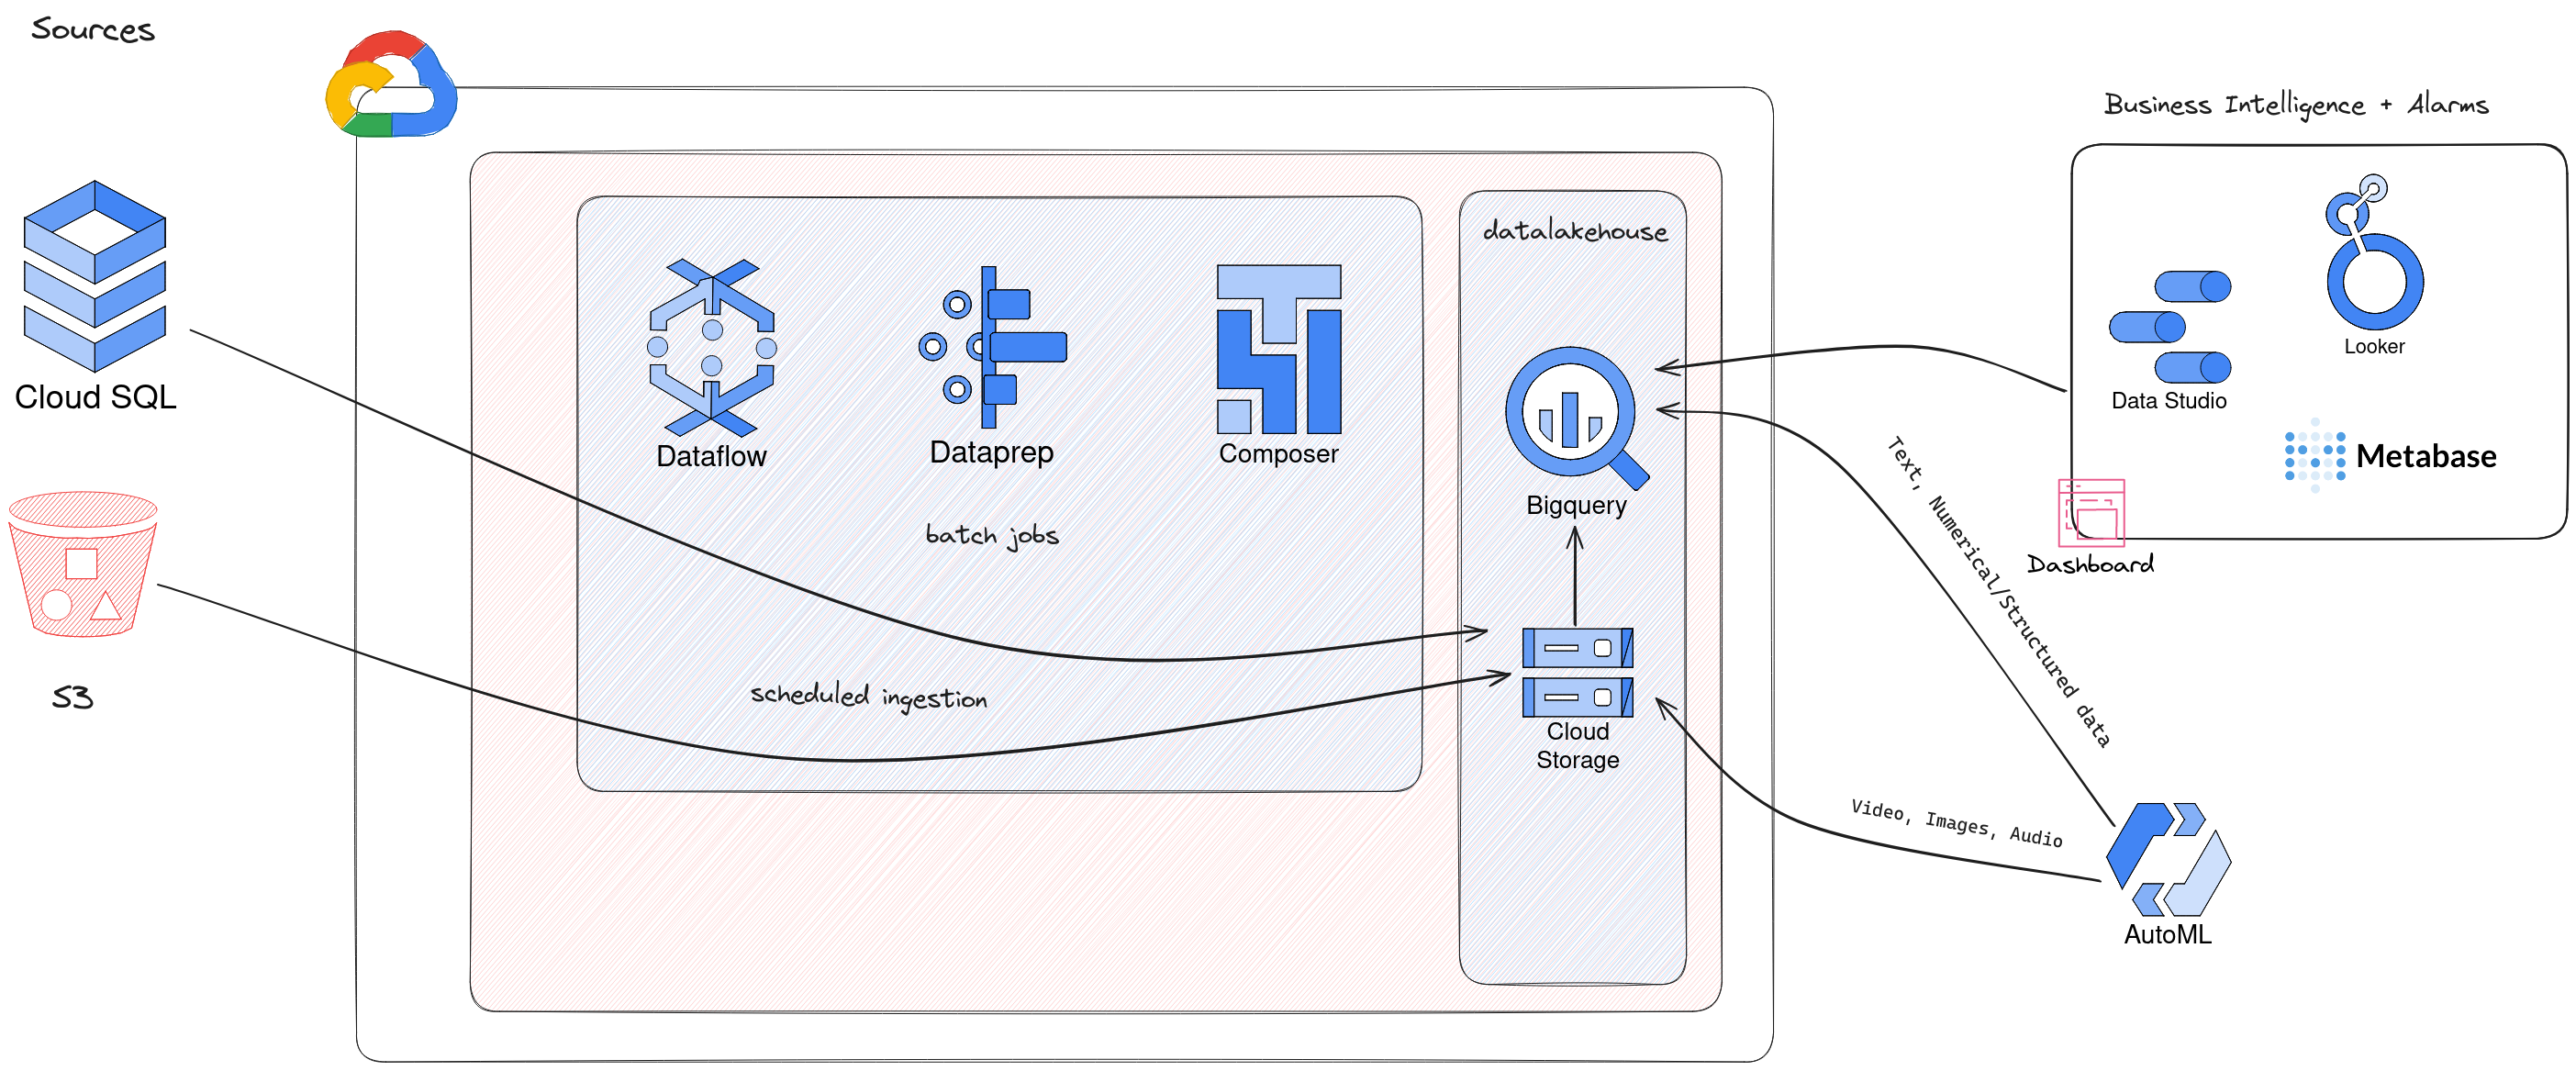 Sources
Cloud SQL
S3
Dataflow
Dataprep
Composer
batch jobs
scheduled ingestion
datalakehouse
Bigquery
Cloud
Storage
Business Intelligence + Alarms
Looker
Data Studio
Metabase
Dashboard
Text, Numerical/Structured data
Video, Images, Audio
AutoML